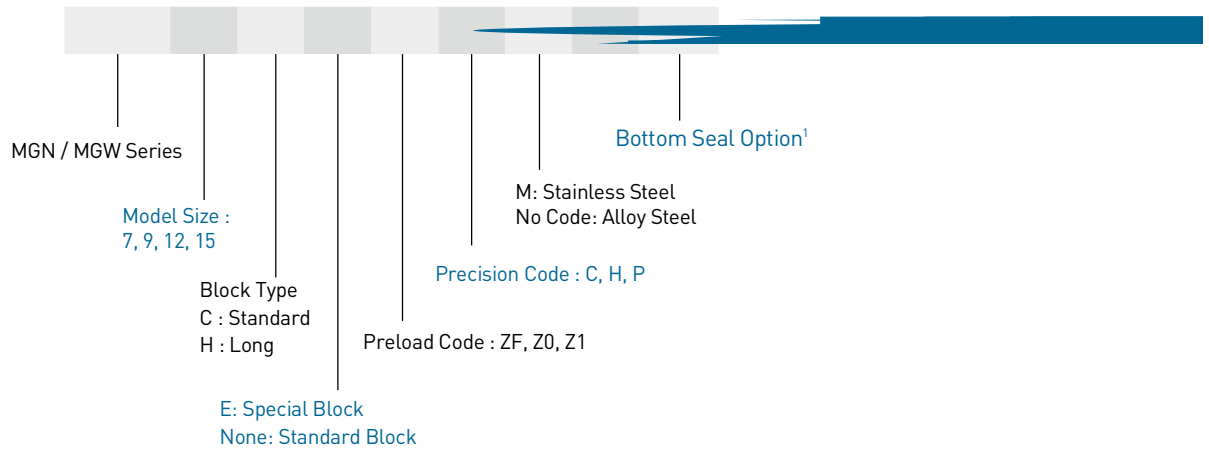 MGN / MGW Series
Model Size :
7, 9, 12, 15
Block Type
C : Standard
H : Long
E: Special Block
None: Standard Block
Preload Code : ZF, Z0, Z1
Precision Code : C, H, P
M: Stainless Steel
No Code: Alloy Steel
Bottom Seal Option¹